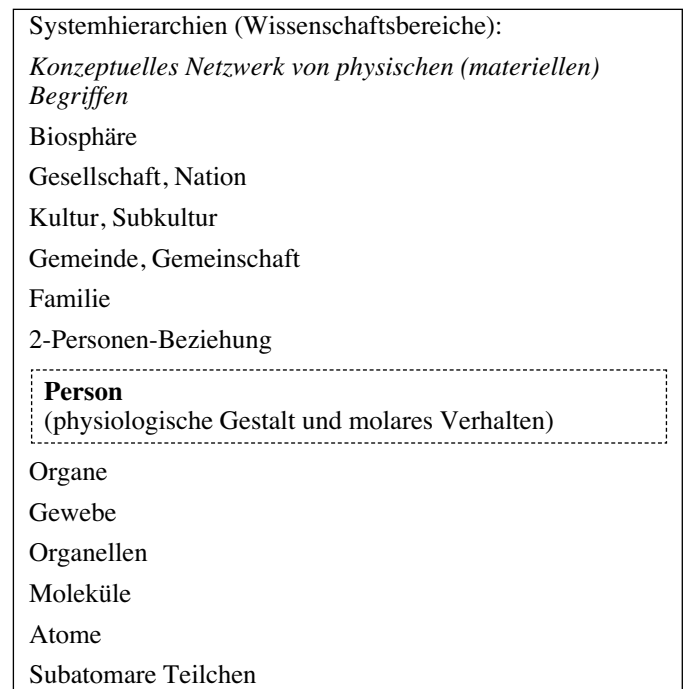 Systemhierarchien (Wissenschaftsbereiche):
Konzeptuelles Netzwerk von physischen (materiellen)
Begriffen
Biosphäre
Gesellschaft, Nation
Kultur, Subkultur
Gemeinde, Gemeinschaft
Familie
2-Personen-Beziehung
Person
(physiologische Gestalt und molares Verhalten)
Organe
Gewebe
Organellen
Moleküle
Atome
Subatomare Teilchen